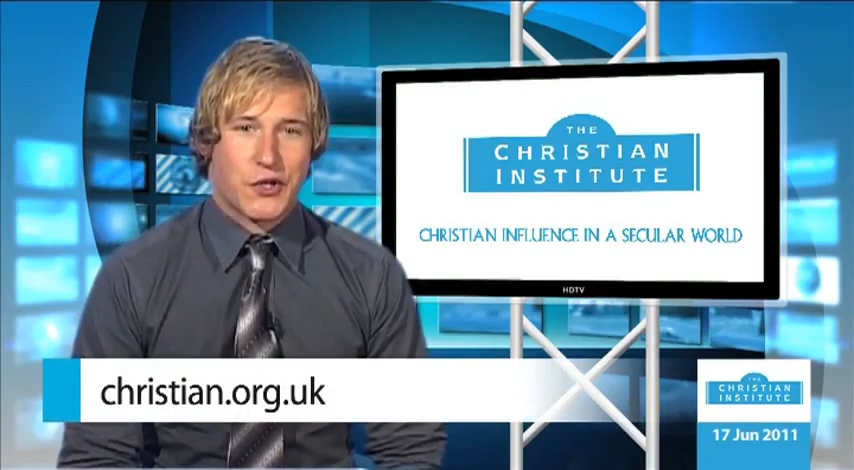 THE
CHRISTIAN
INSTITUTE
CHRISTIAN INFLUENCE IN A SECULAR WORLD
HDTV
christian.org.uk
THE
CHRISTIAN
INSTITUTE
17 Jun 2011